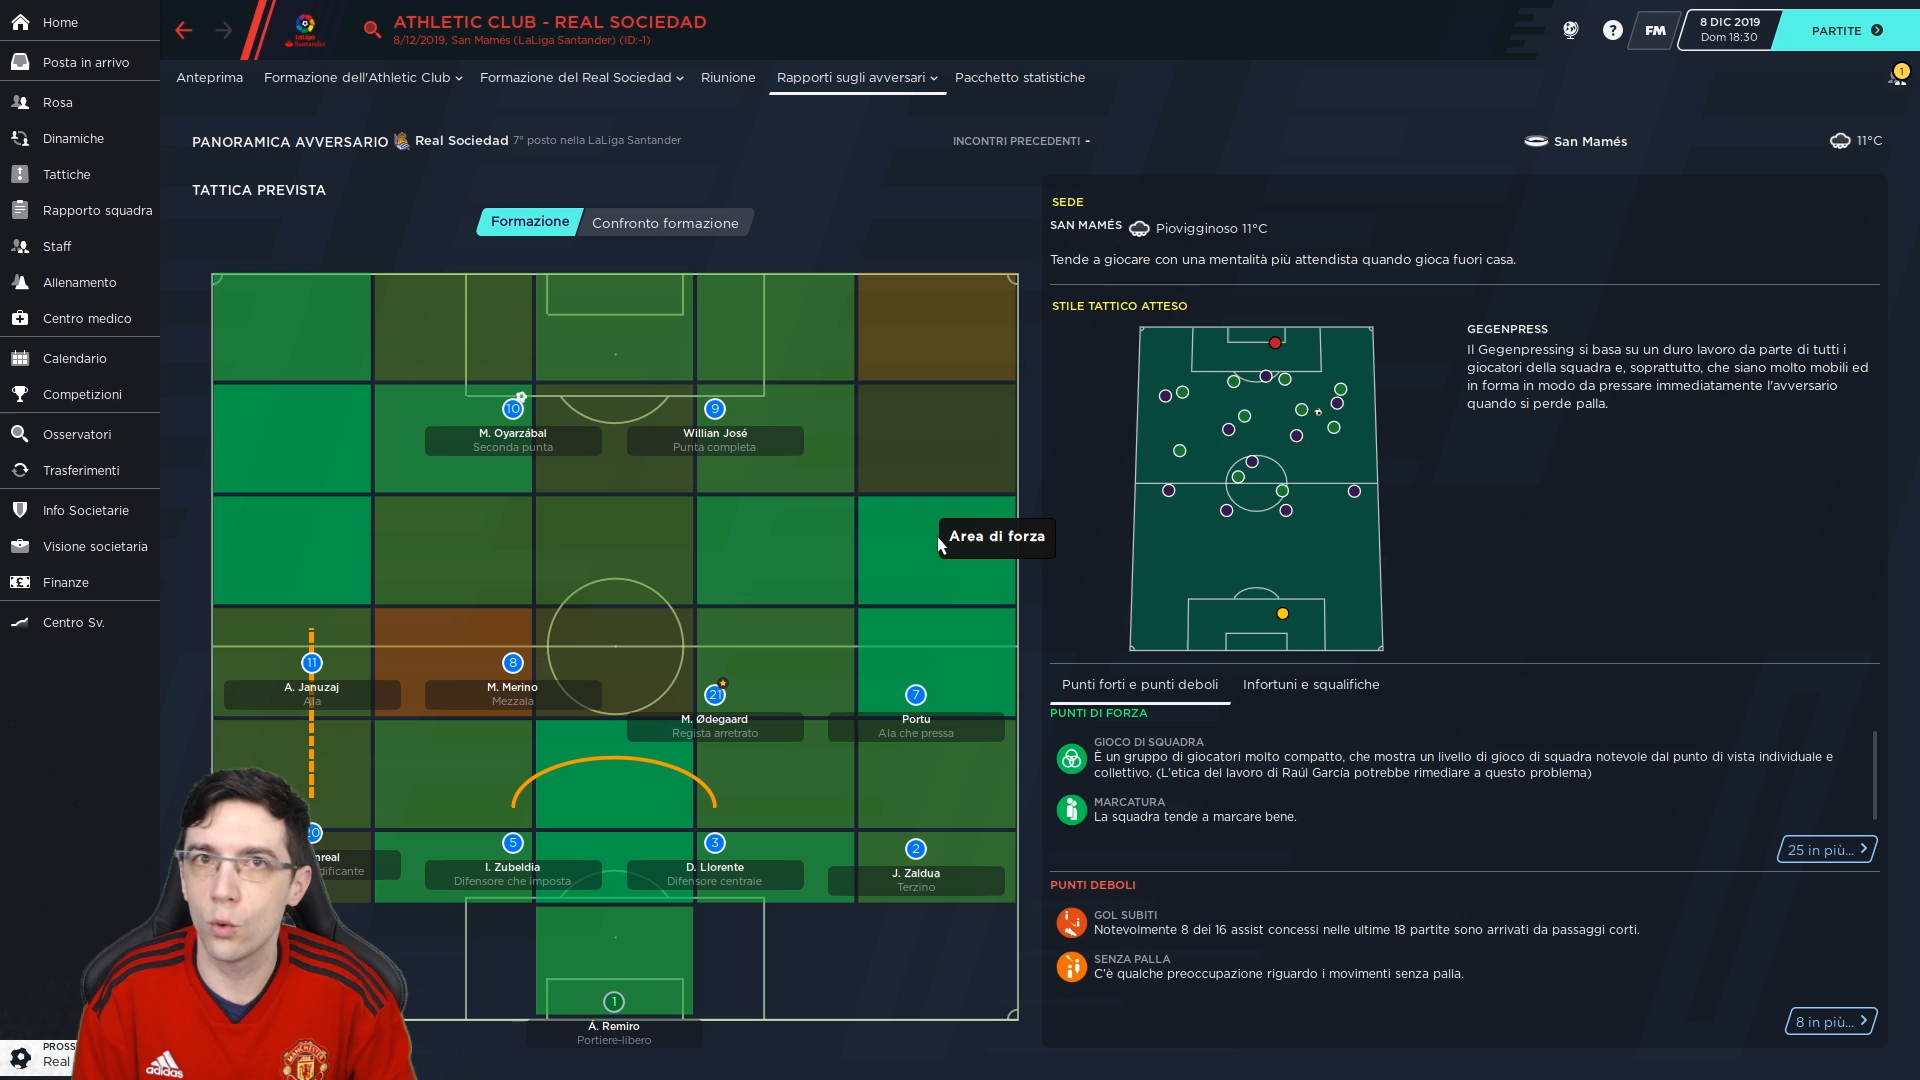 Home
Posta in arrivo
Rosa
Dinamiche
Tattiche
Rapporto squadra
Staff
Allenamento
Centro medico
Calendario
Competizioni
Osservatori
Trasferimenti
Info Societarie
Visione societaria
Finanze
Centro Sv.
PROSS
Real
LaLiga
Santander
ATHLETIC CLUB - REAL SOCIEDAD
8/12/2019, San Mamés (LaLiga Santander) (ID:-1)
?
FM
8 DIC 2019
Dom 18:30
PARTITE
1
Anteprima
Formazione dell'Athletic Club
Formazione del Real Sociedad
Riunione
Rapporti sugli avversari
Pacchetto statistiche
PANORAMICA AVVERSARIO
Real Sociedad 7° posto nella LaLiga Santander
INCONTRI PRECEDENTI -
San Mamés
11°C
TATTICA PREVISTA
Formazione
Confronto formazione
10
M. Oyarzábal
Seconda punta
9
Willian José
Punta completa
Area di forza
11
A. Januzaj
Ala
8
M. Merino
Mezzala
21
M. Ødegaard
Regista arretrato
7
Portu
Ala che pressa
20
nreal
dificante
5
I. Zubeldia
Difensore che imposta
3
D. Llorente
Difensore centrale
2
J. Zaldua
Terzino
1
Á. Remiro
Portiere-libero
SEDE
SAN MAMÉS
Piovigginoso 11°C
Tende a giocare con una mentalità più attendista quando gioca fuori casa.
STILE TATTICO ATTESO
GEGENPRESS
Il Gegenpressing si basa su un duro lavoro da parte di tutti i
giocatori della squadra e, soprattutto, che siano molto mobili ed
in forma in modo da pressare immediatamente l'avversario
quando si perde palla.
Punti forti e punti deboli
Infortuni e squalifiche
PUNTI DI FORZA
GIOCO DI SQUADRA
È un gruppo di giocatori molto compatto, che mostra un livello di gioco di squadra notevole dal punto di vista individuale e
collettivo. (L'etica del lavoro di Raúl García potrebbe rimediare a questo problema)
MARCATURA
La squadra tende a marcare bene.
25 in più...
PUNTI DEBOLI
GOL SUBITI
Notevolmente 8 dei 16 assist concessi nelle ultime 18 partite sono arrivati da passaggi corti.
SENZA PALLA
C'è qualche preoccupazione riguardo i movimenti senza palla.
8 in più...
adidas
MANCHESTER